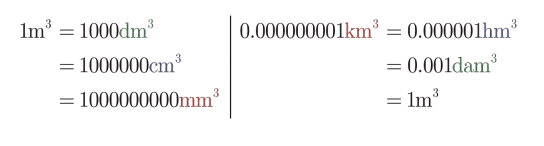 1m³ = 1000dm³
= 1000000cm³
= 1000000000mm³
0.000000001km³ = 0.000001hm³
= 0.001dam³
= 1m³